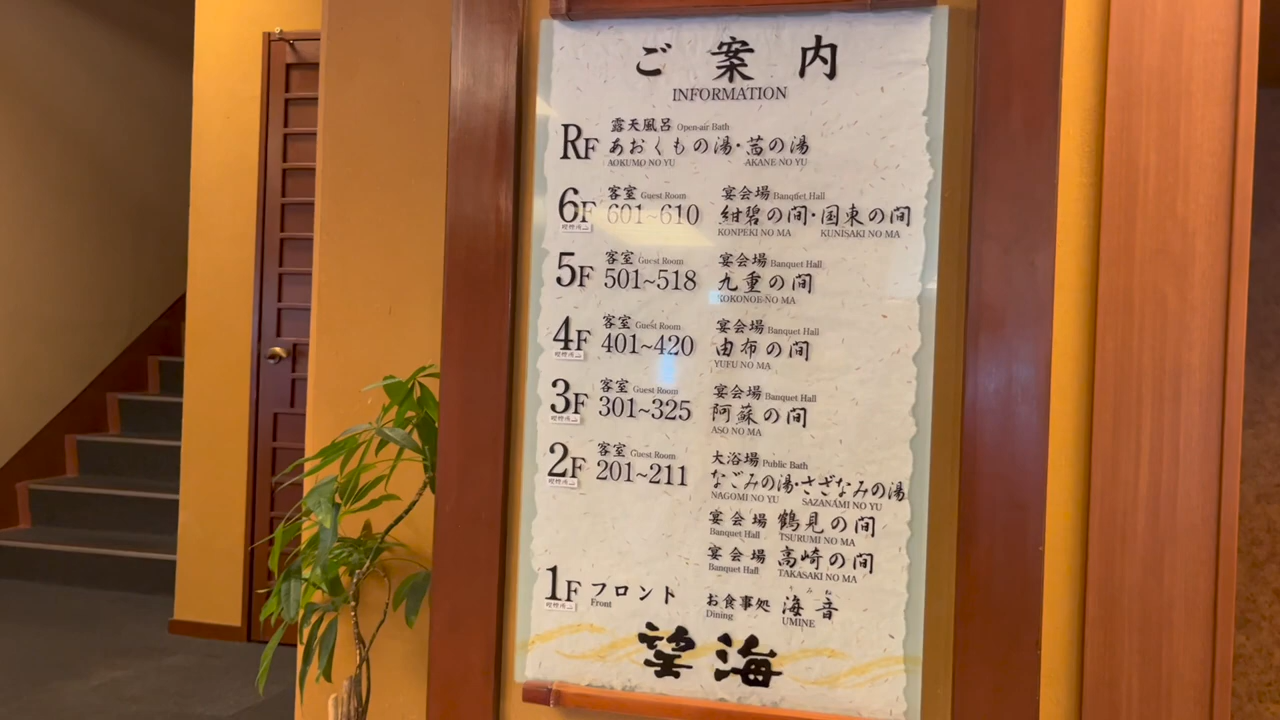 ご案内
INFORMATION
RF 露天風呂 Open-air Bath
あおくもの湯・茜の湯
AOKUMO NO YU AKANE NO YU
6F 客室 Guest Room 宴会場 Banquet Hall
601~610 紺碧の間・国東の間
KONPEKI NO MA KUNISAKI NO MA
5F 客室 Guest Room 宴会場 Banquet Hall
501~518 九重の間
KOKONOE NO MA
4F 客室 Guest Room 宴会場 Banquet Hall
401~420 由布の間
YUFU NO MA
3F 客室 Guest Room 宴会場 Banquet Hall
301~325 阿蘇の間
ASO NO MA
2F 客室 Guest Room 大浴場 Public Bath
201~211 なごみの湯・さざなみの湯
NAGOMI NO YU SAZANAMI NO YU
宴会場 鶴見の間
Banquet Hall TSURUMI NO MA
宴会場 高崎の間
Banquet Hall TAKASAKI NO MA
1F フロント お食事処 海音
Front Dining UMINE
望海